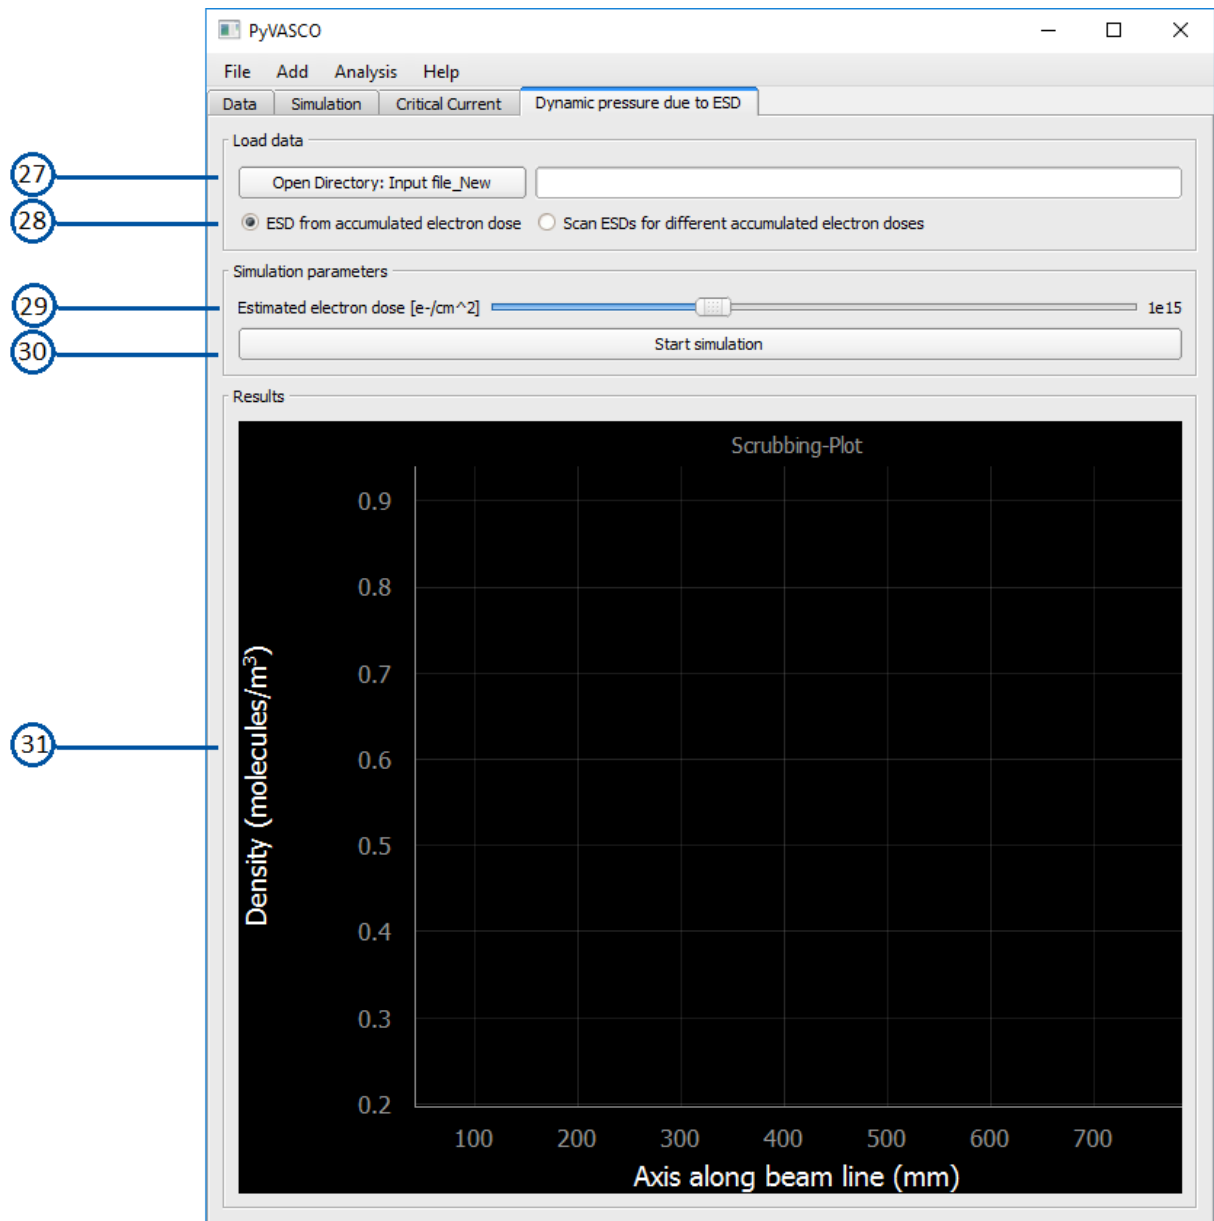 PyVASCO
File Add Analysis Help
Data Simulation Critical Current Dynamic pressure due to ESD
Load data
27
Open Directory: Input file_New
28
ESD from accumulated electron dose Scan ESDs for different accumulated electron doses
Simulation parameters
29
Estimated electron dose [e-/cm^2] 1e15
30
Start simulation
Results
Scrubbing-Plot
0.9
0.8
0.7
0.6
0.5
0.4
0.3
0.2
31
Density (molecules/m³)
100 200 300 400 500 600 700
Axis along beam line (mm)